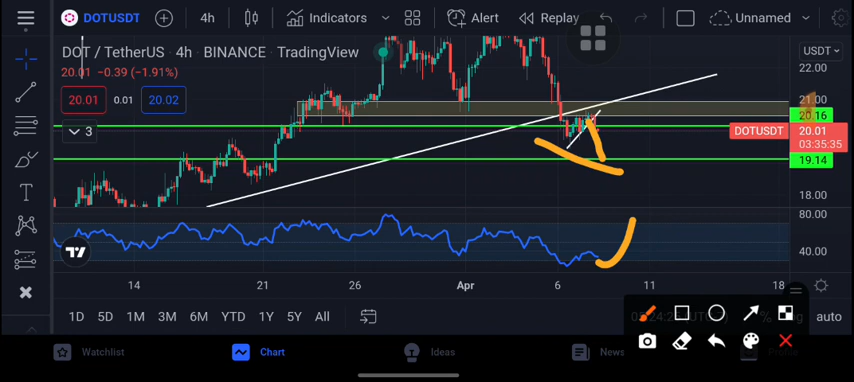 DOTUSDT 4h Indicators Alert Replay Unnamed
DOT / TetherUS · 4h · BINANCE · TradingView
USDT
20.01 −0.39 (−1.91%)
22.00
20.01 0.01 20.02
21.00
20.16
3
DOTUSDT 20.01
03:35:35
19.14
18.00
80.00
40.00
14 21 26 Apr 6 11 18
1D 5D 1M 3M 6M YTD 1Y 5Y All
% auto
Watchlist Chart Ideas News